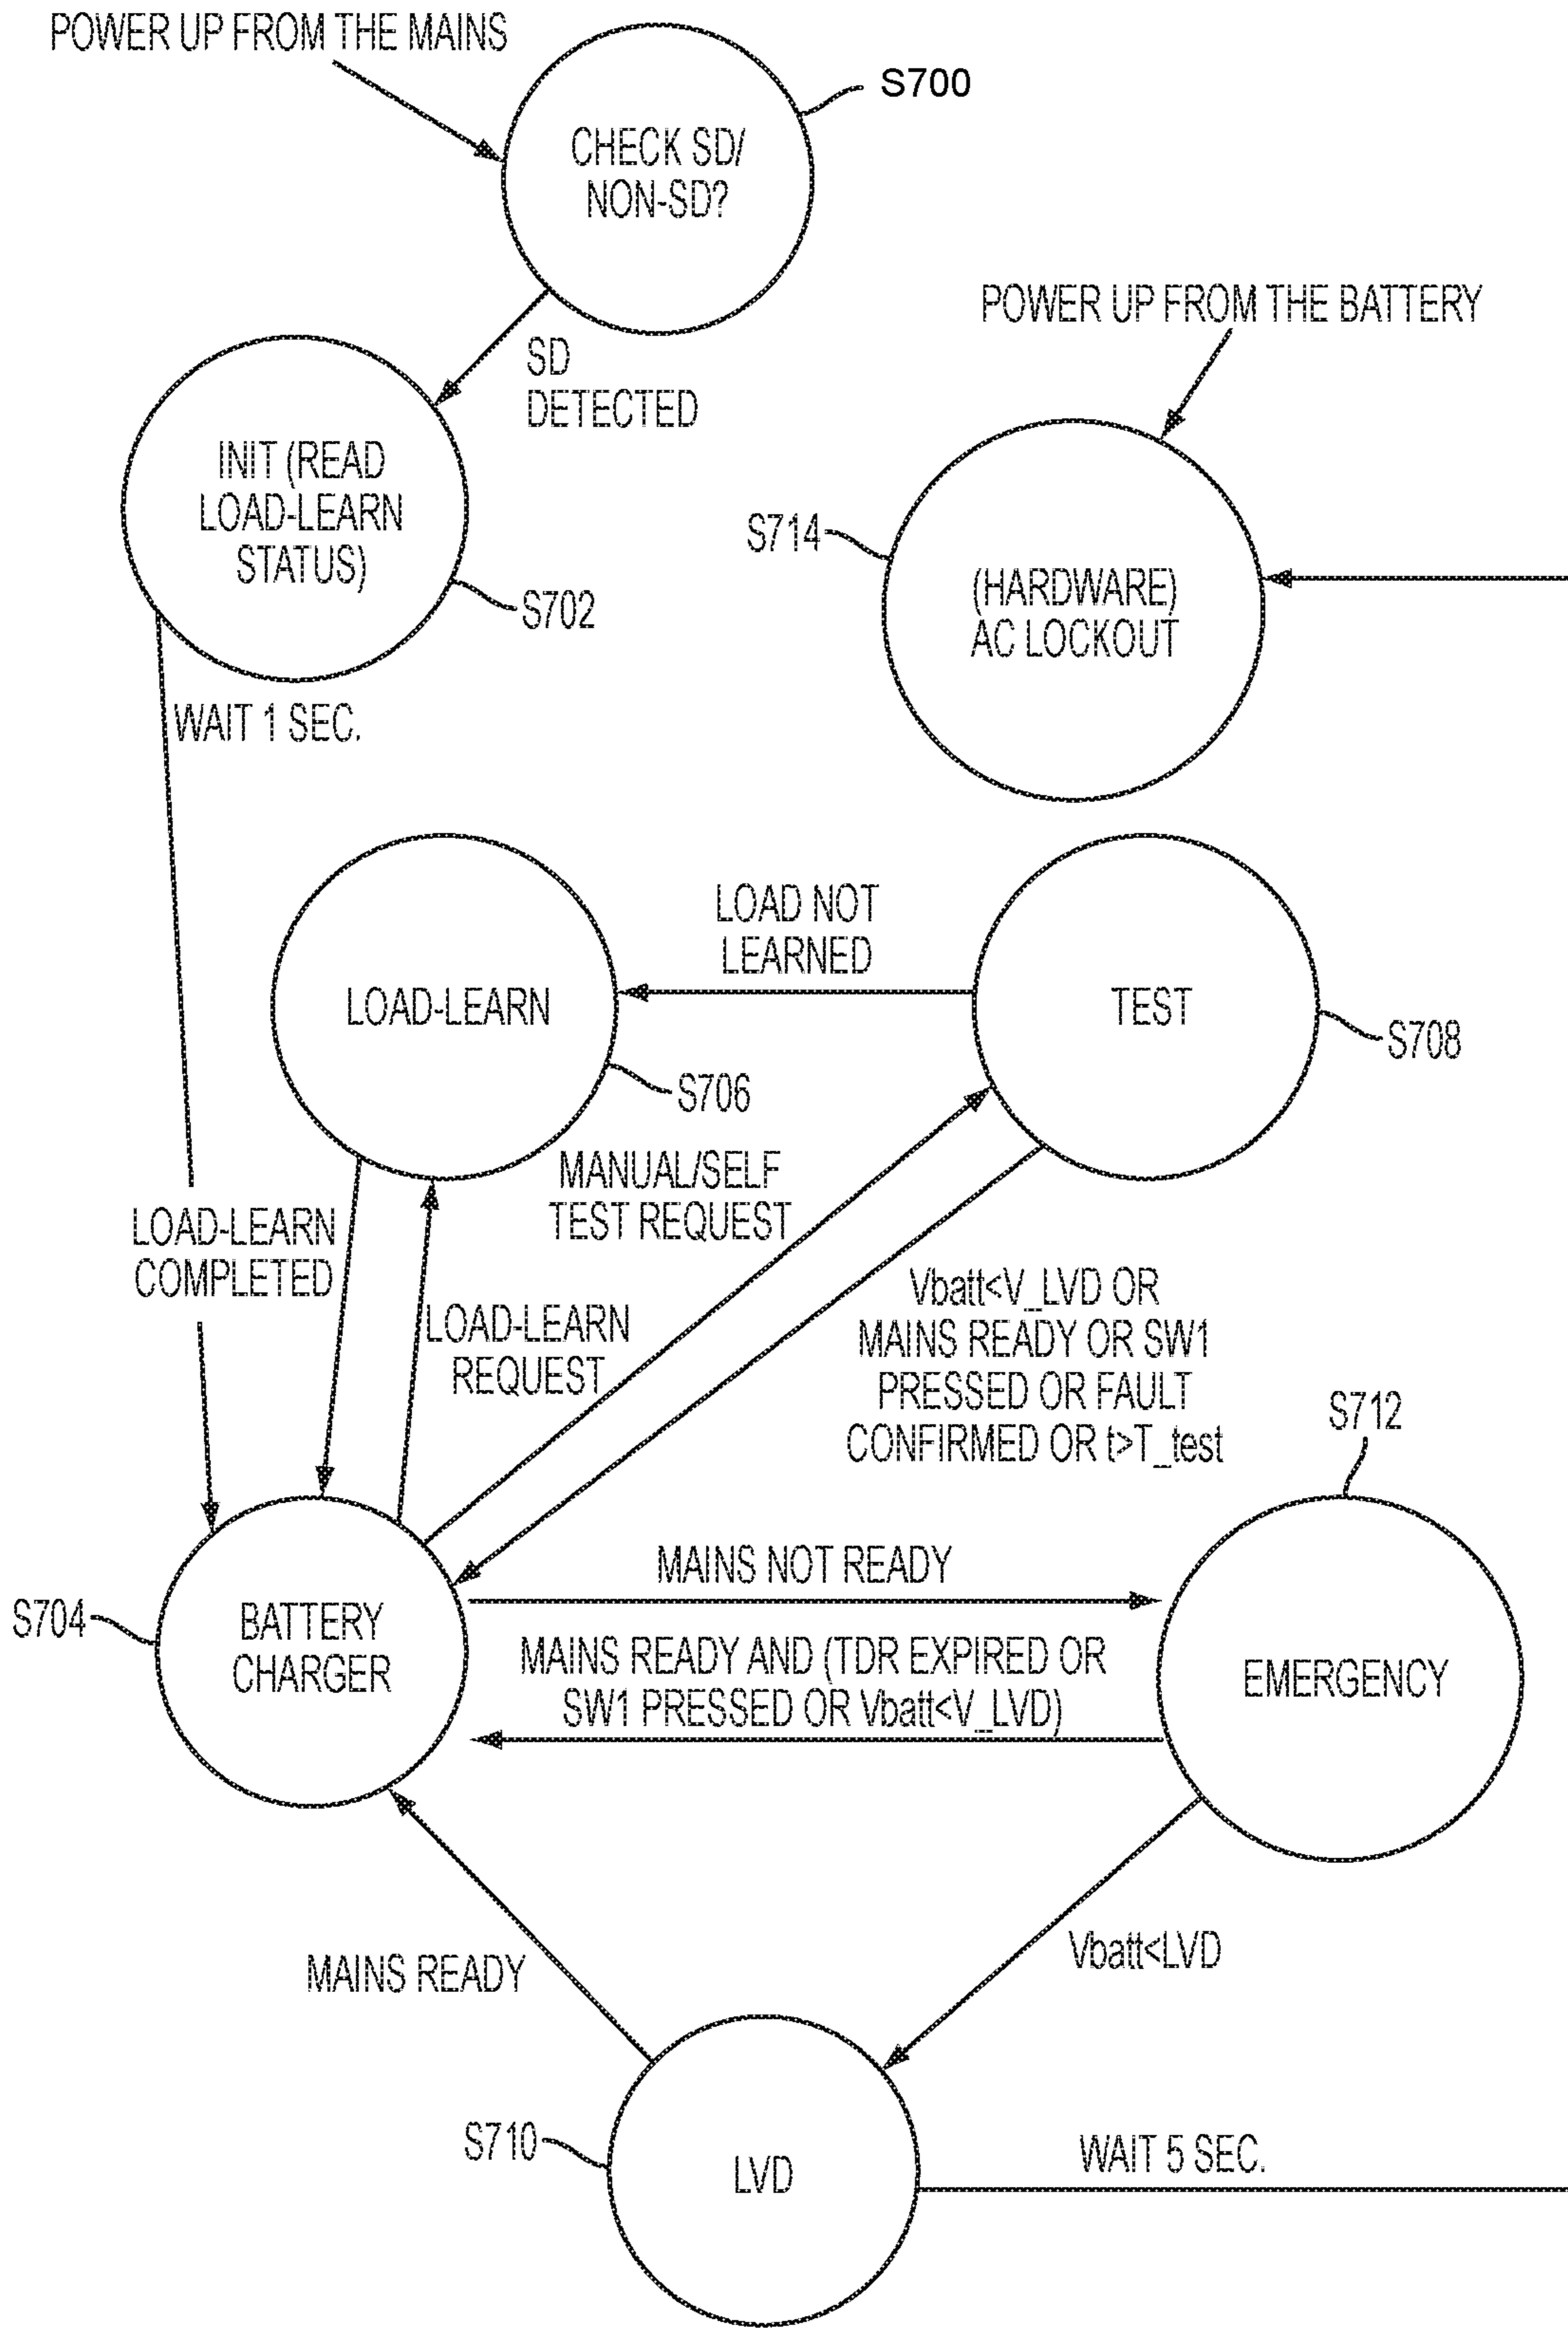 POWER UP FROM THE MAINS
S700
CHECK SD/
NON-SD?
POWER UP FROM THE BATTERY
SD
DETECTED
INIT (READ
LOAD-LEARN
STATUS)
S702
S714
(HARDWARE)
AC LOCKOUT
WAIT 1 SEC.
LOAD NOT
LEARNED
LOAD-LEARN
TEST
S708
S706
MANUAL/SELF
TEST REQUEST
LOAD-LEARN
COMPLETED
LOAD-LEARN
REQUEST
Vbatt<V_LVD OR
MAINS READY OR SW1
PRESSED OR FAULT
CONFIRMED OR t>T_test
S712
MAINS NOT READY
S704
BATTERY
CHARGER
MAINS READY AND (TDR EXPIRED OR
SW1 PRESSED OR Vbatt<V_LVD)
EMERGENCY
MAINS READY
Vbatt<LVD
S710
LVD
WAIT 5 SEC.